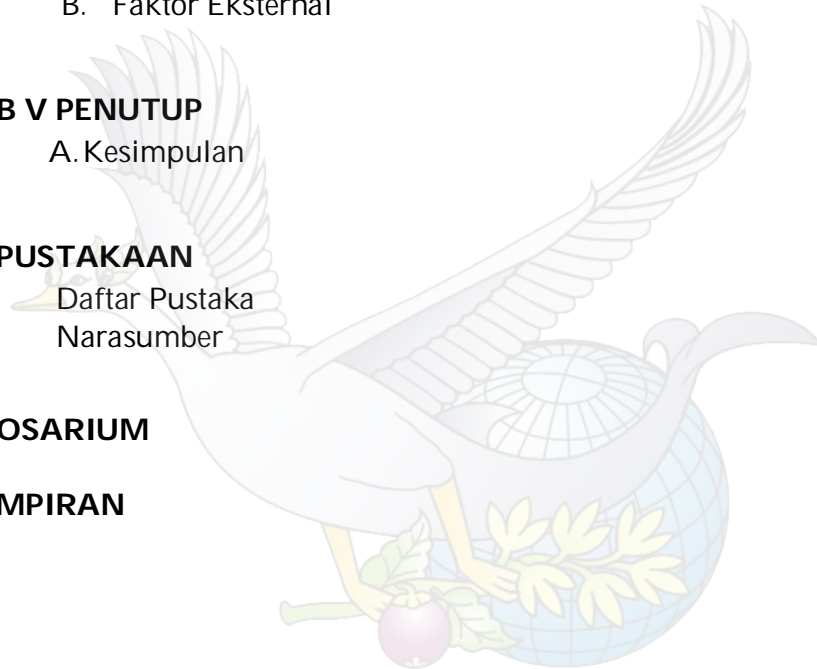 B. Faktor Eksternal
B V PENUTUP
A. Kesimpulan
PUSTAKAAN
Daftar Pustaka
Narasumber
OSARIUM
MPIRAN